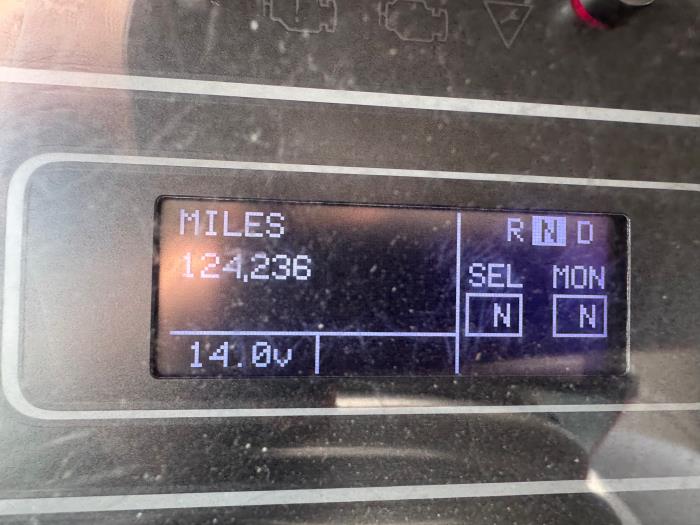 MILES
124,236
14.0v
R N D
SEL MON
N N